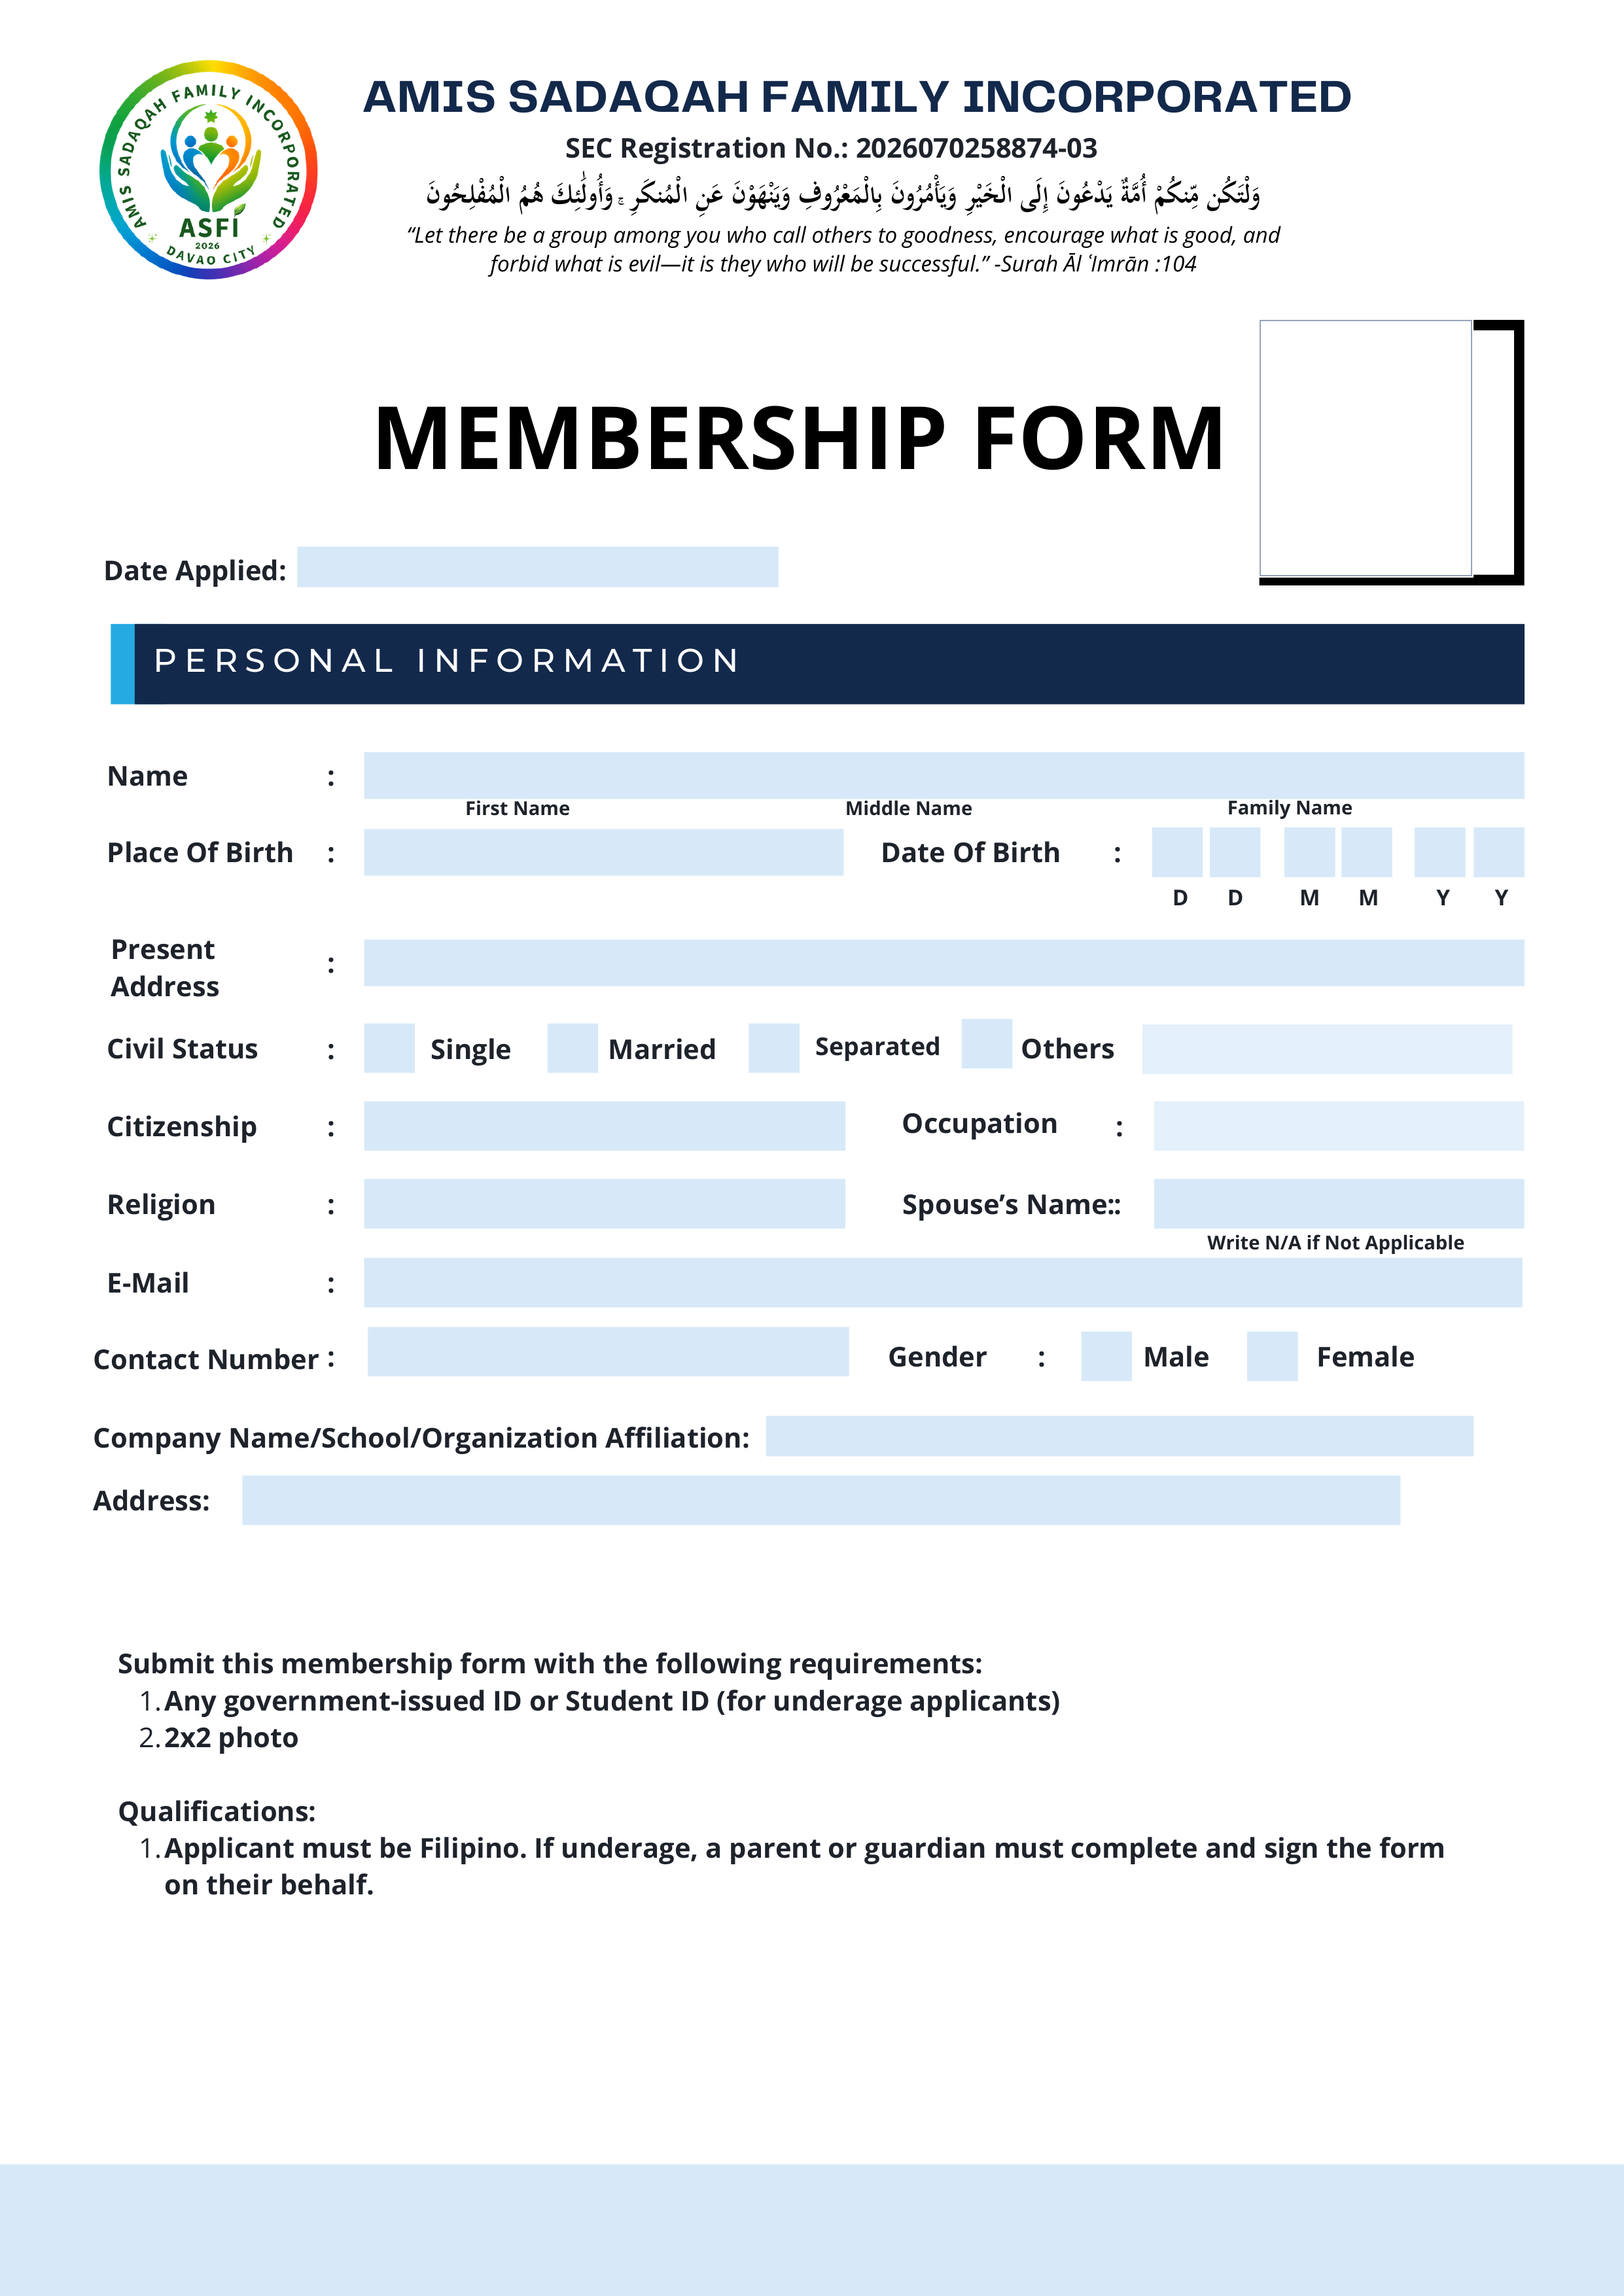 AMIS SADAQAH FAMILY INCORPORATED
ASFI
2026
DAVAO CITY
AMIS SADAQAH FAMILY INCORPORATED
SEC Registration No.: 2026070258874-03
وَلْتَكُن مِّنكُمْ أُمَّةٌ يَدْعُونَ إِلَى الْخَيْرِ وَيَأْمُرُونَ بِالْمَعْرُوفِ وَيَنْهَوْنَ عَنِ الْمُنكَرِ ۚ وَأُولَٰئِكَ هُمُ الْمُفْلِحُونَ
“Let there be a group among you who call others to goodness, encourage what is good, and
forbid what is evil—it is they who will be successful.” -Surah Āl ʿImrān :104
MEMBERSHIP FORM
Date Applied:
PERSONAL INFORMATION
Name :
First Name Middle Name Family Name
Place Of Birth : Date Of Birth :
D D M M Y Y
Present
Address :
Civil Status : Single Married Separated Others
Citizenship : Occupation :
Religion : Spouse’s Name::
Write N/A if Not Applicable
E-Mail :
Contact Number : Gender : Male Female
Company Name/School/Organization Affiliation:
Address:
Submit this membership form with the following requirements:
1. Any government-issued ID or Student ID (for underage applicants)
2. 2x2 photo
Qualifications:
1. Applicant must be Filipino. If underage, a parent or guardian must complete and sign the form
on their behalf.